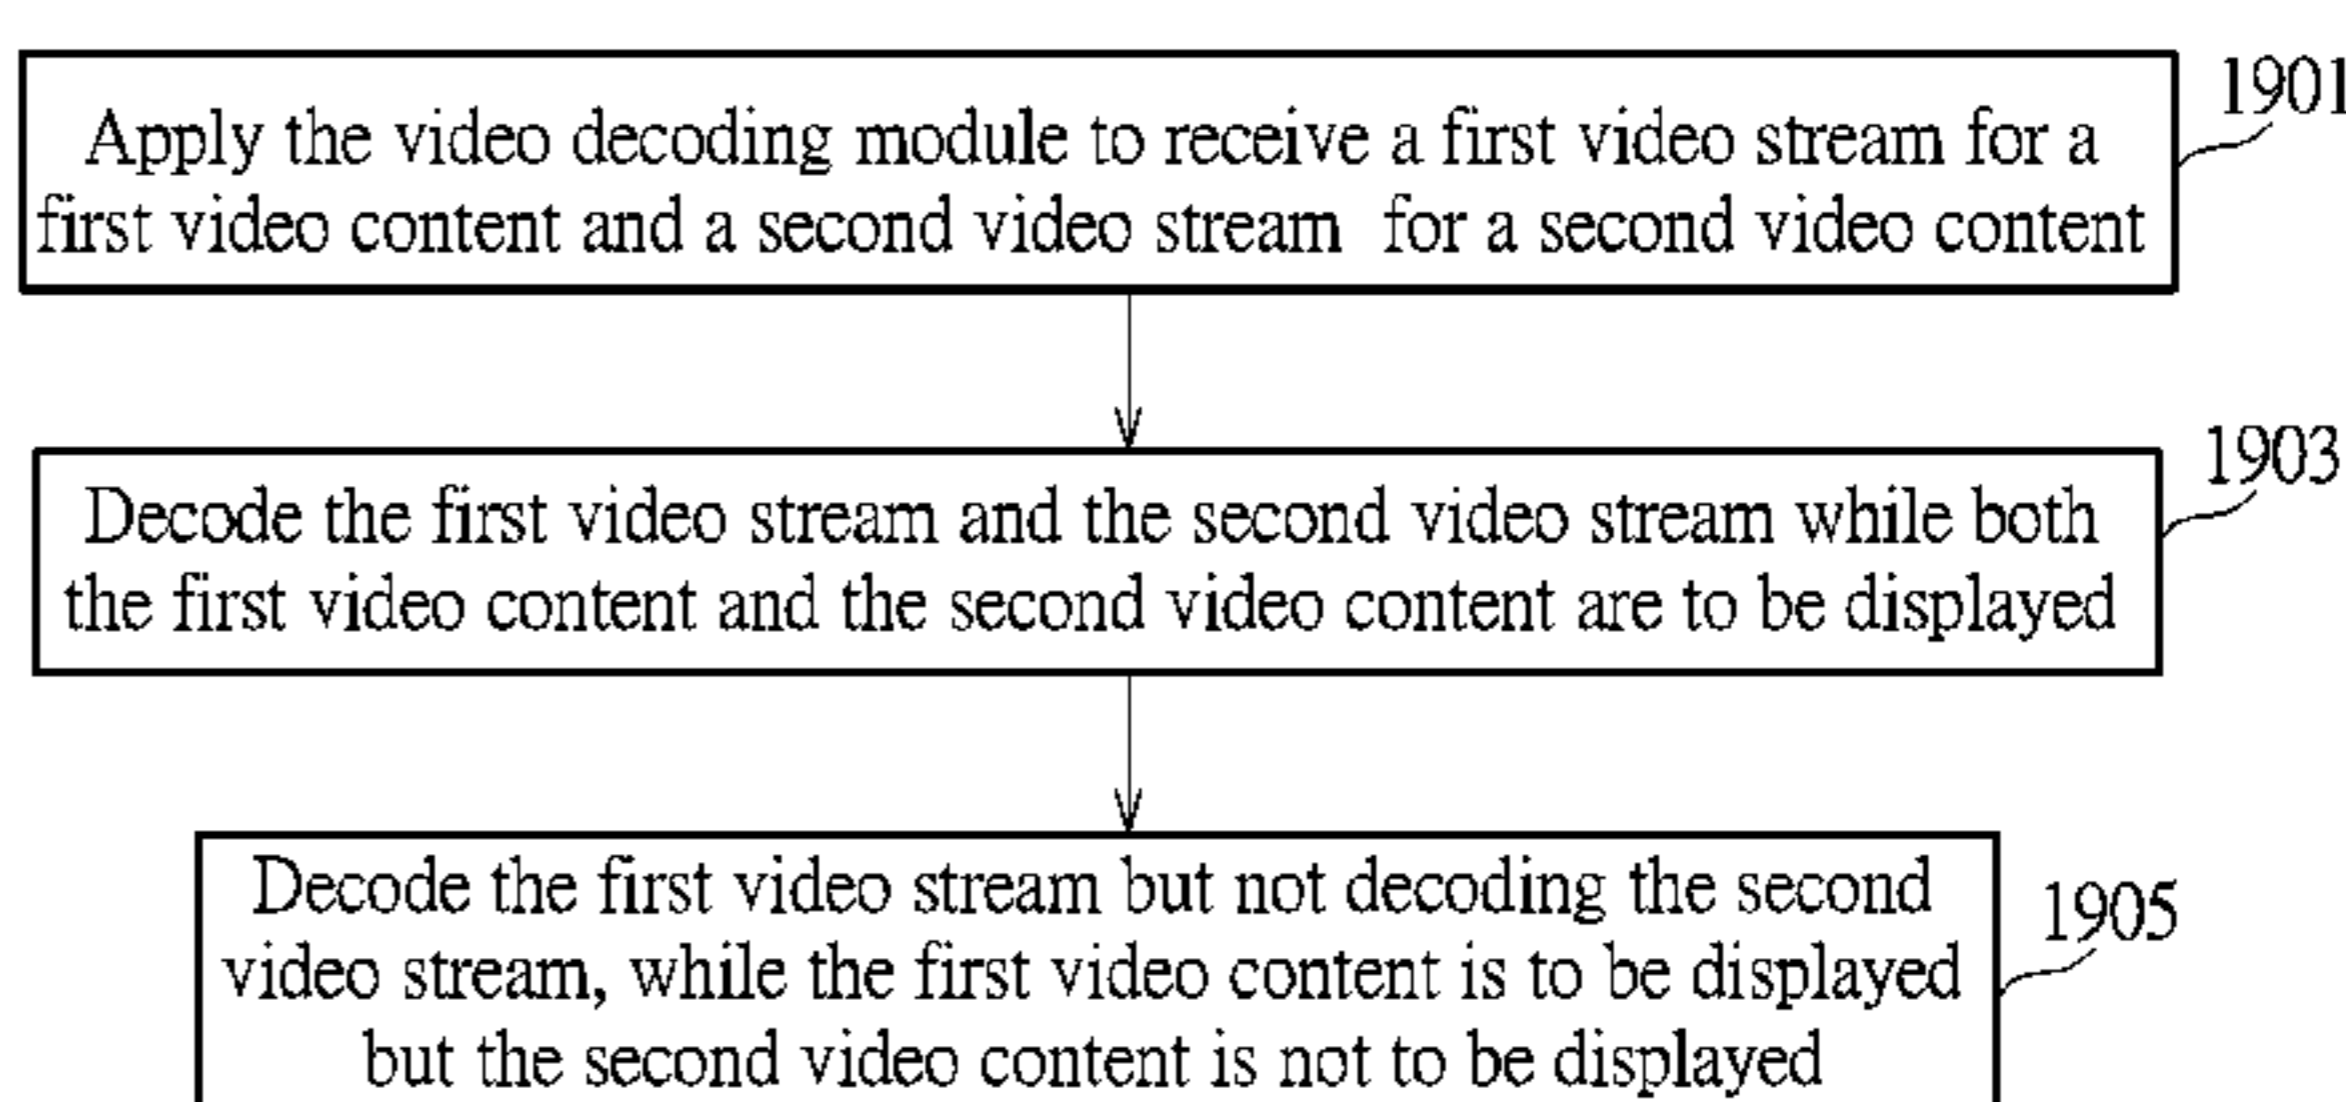 1901
Apply the video decoding module to receive a first video stream for a
first video content and a second video stream for a second video content
1903
Decode the first video stream and the second video stream while both
the first video content and the second video content are to be displayed
1905
Decode the first video stream but not decoding the second
video stream, while the first video content is to be displayed
but the second video content is not to be displayed